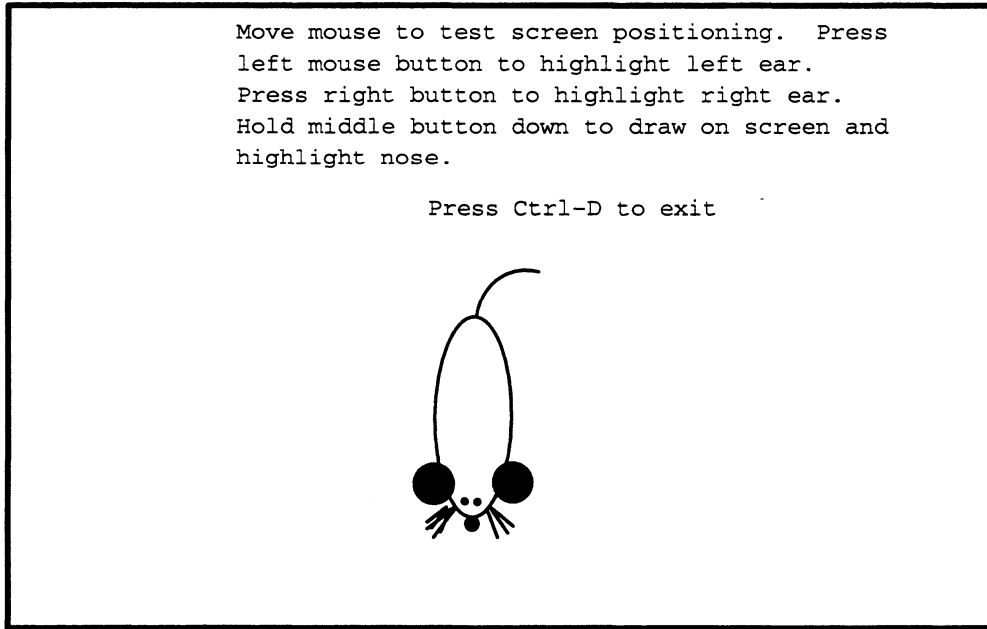 Move mouse to test screen positioning.  Press
left mouse button to highlight left ear.
Press right button to highlight right ear.
Hold middle button down to draw on screen and
highlight nose.
Press Ctrl-D to exit